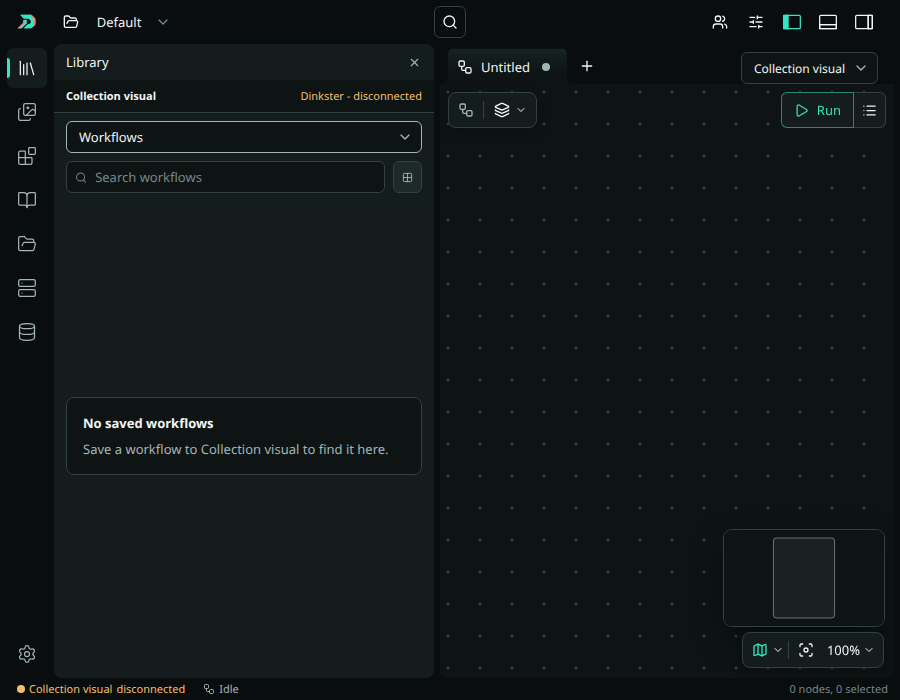 Default
Library
Untitled
Collection visual
Collection visual
Dinkster - disconnected
Workflows
Run
Search workflows
No saved workflows
Save a workflow to Collection visual to find it here.
100%
Collection visual disconnected
Idle
0 nodes, 0 selected